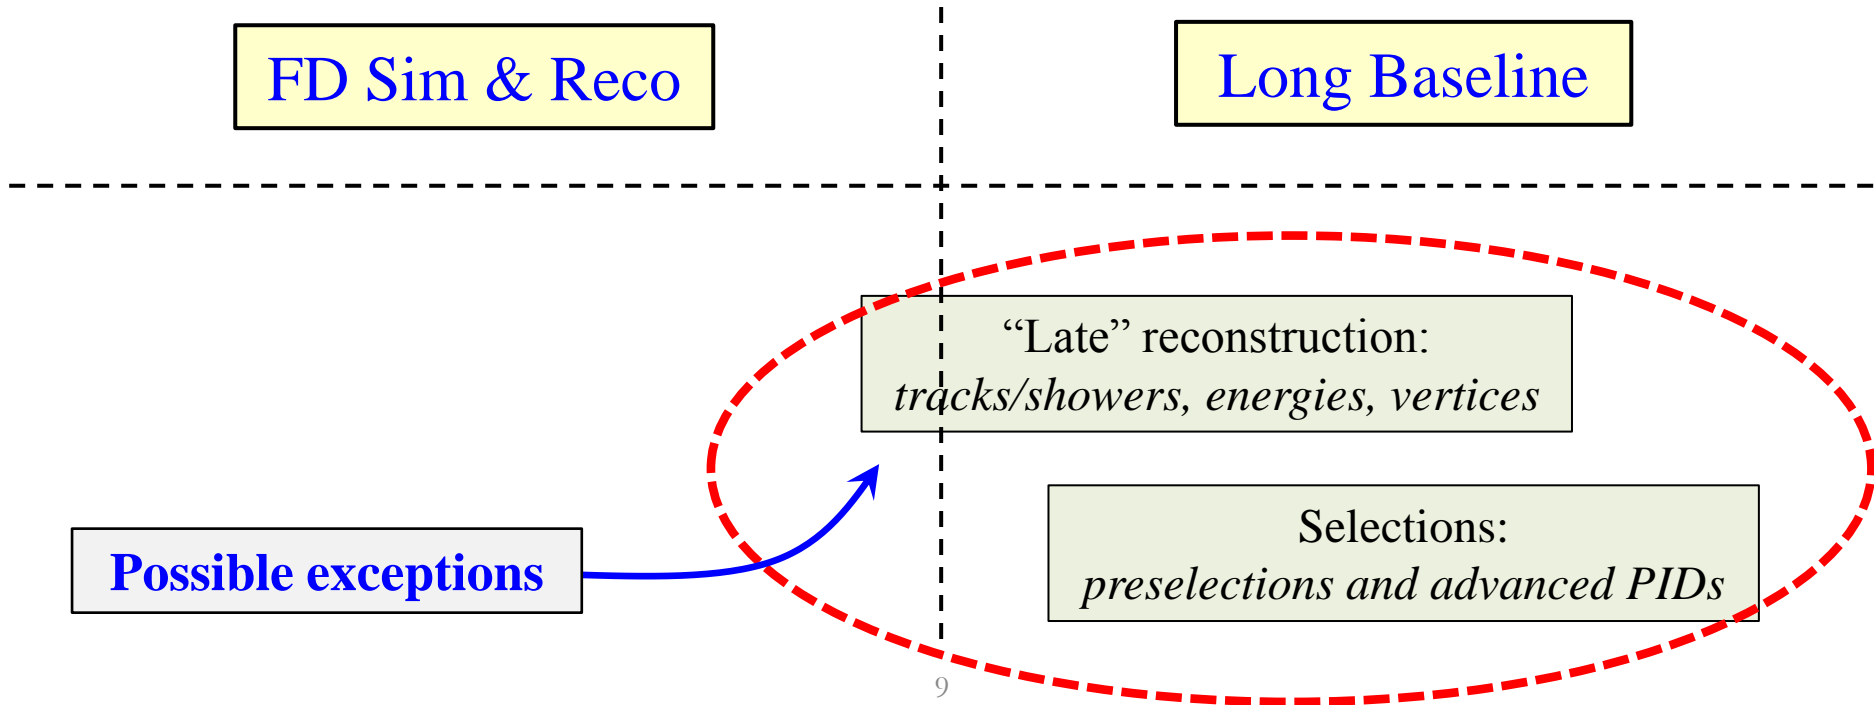 FD Sim & Reco
Long Baseline
“Late” reconstruction:
tracks/showers, energies, vertices
Selections:
preselections and advanced PIDs
Possible exceptions
9